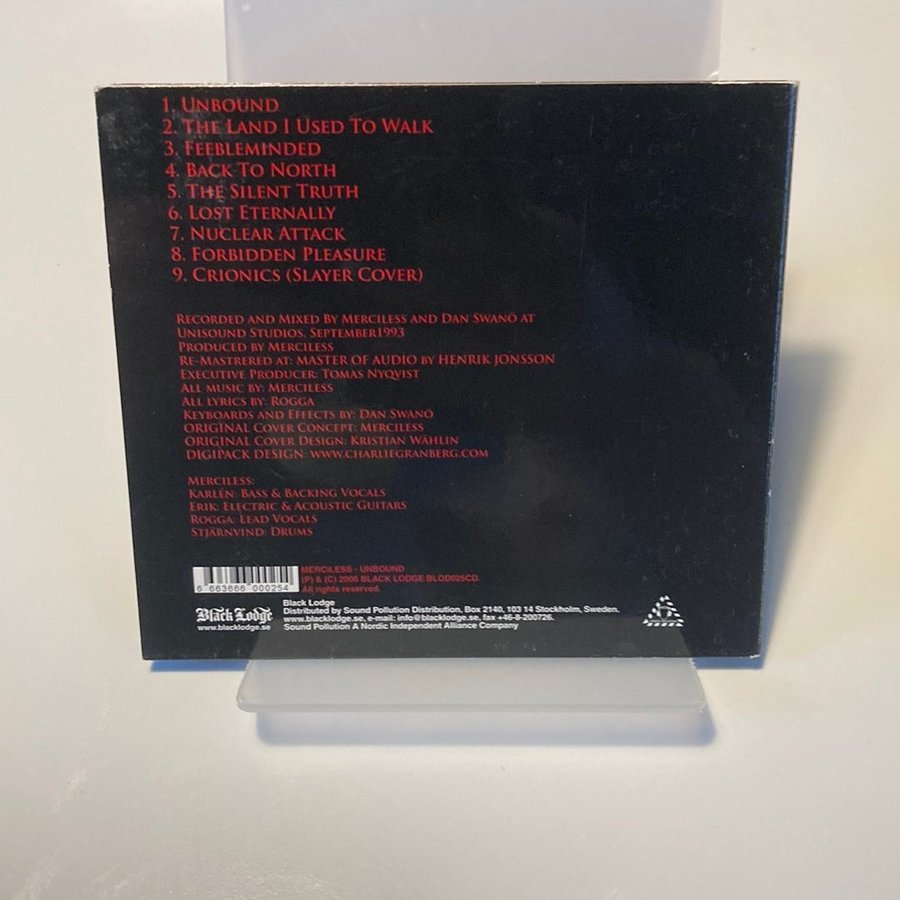 1. Unbound
2. The Land I Used To Walk
3. Feebleminded
4. Back To North
5. The Silent Truth
6. Lost Eternally
7. Nuclear Attack
8. Forbidden Pleasure
9. Crionics (Slayer Cover)
Recorded and Mixed By Merciless and Dan Swanö at
Unisound Studios, September1993
Produced by Merciless
Re-Mastrered at: MASTER OF AUDIO by HENRIK JONSSON
Executive Producer: Tomas Nyqvist
All music by: Merciless
All lyrics by: Rogga
Keyboards and Effects by: Dan Swanö
ORIGINAL Cover Concept: Merciless
ORIGINAL Cover Design: Kristian Wåhlin
DIGIPACK DESIGN: www.charliegranberg.com
Merciless:
Karlén: Bass & Backing Vocals
Erik: Electric & Acoustic Guitars
Rogga: Lead Vocals
Stjärnvind: Drums
6 663666 000254
MERCILESS - UNBOUND
(P) & (C) 2006 BLACK LODGE BLOD025CD.
All rights reserved.
Black Lodge
www.blacklodge.se
Black Lodge
Distributed by Sound Pollution Distribution, Box 2140, 103 14 Stockholm, Sweden.
www.blacklodge.se, e-mail: info@blacklodge.se, fax +46-8-200726.
Sound Pollution A Nordic Independent Alliance Company